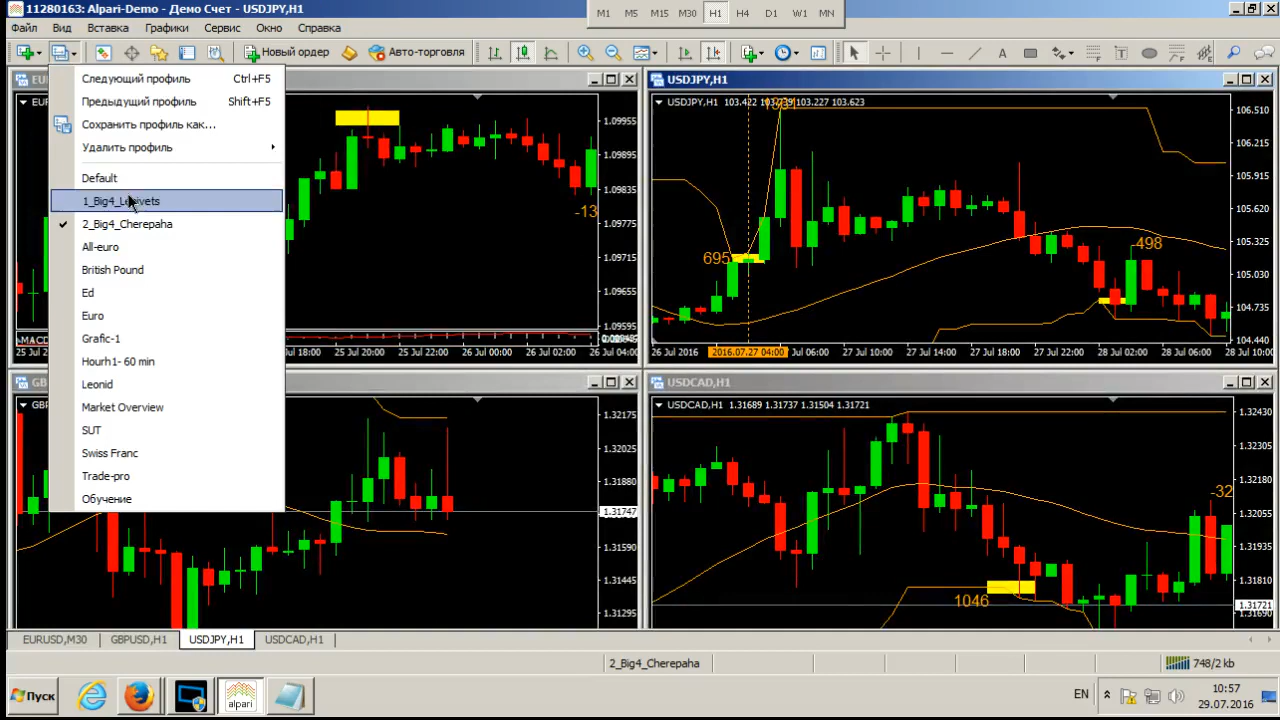 11280163: Alpari-Demo - Демо Счет - USDJPY,H1
M1 M5 M15 M30 H1 H4 D1 W1 MN
Файл Вид Вставка Графики Сервис Окно Справка
Новый ордер Авто-торговля
Следующий профиль Ctrl+F5
Предыдущий профиль Shift+F5
Сохранить профиль как...
Удалить профиль
Default
1_Big4_Lenivets
2_Big4_Cherepaha
All-euro
British Pound
Ed
Euro
Grafic-1
Hourh1- 60 min
Leonid
Market Overview
SUT
Swiss Franc
Trade-pro
Обучение
1.09955
1.09895
1.09835
1.09775
1.09715
1.09655
1.09595
-13
MACD
25 Jul 2
ul 18:00 25 Jul 20:00 25 Jul 22:00 26 Jul 00:00 26 Jul 02:00 26 Jul 04:00
USDJPY,H1
USDJPY,H1 103.422 103.739 103.227 103.623
695
498
106.510
106.215
105.920
105.620
105.325
105.030
104.735
104.440
26 Jul 2016 2016.07.27 04:00 Jul 06:00 27 Jul 10:00 27 Jul 14:00 27 Jul 18:00 27 Jul 22:00 28 Jul 02:00 28 Jul 06:00 28 Jul 10:00
GB
GBP
1.32175
1.32025
1.31880
1.31747
1.31590
1.31445
1.31295
USDCAD,H1
USDCAD,H1 1.31689 1.31737 1.31504 1.31721
1046
-32
1.32430
1.32305
1.32180
1.32055
1.31935
1.31810
1.31721
1.31690
EURUSD,M30 GBPUSD,H1 USDJPY,H1 USDCAD,H1
2_Big4_Cherepaha 748/2 kb
Пуск alpari EN 10:57
29.07.2016